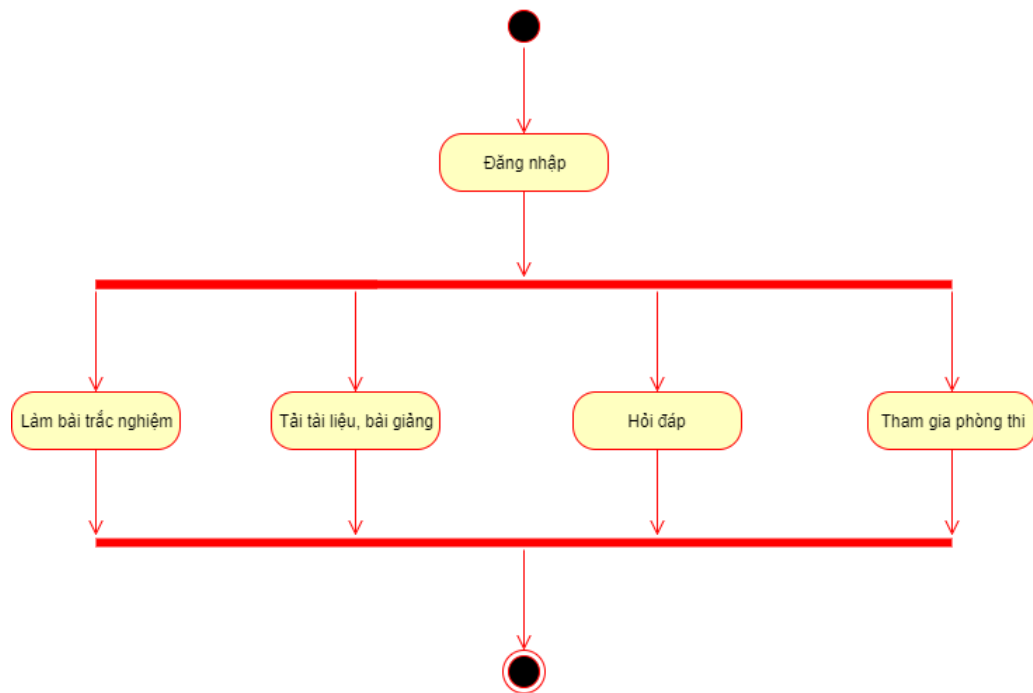 Đăng nhập
Làm bài trắc nghiệm
Tải tài liệu, bài giảng
Hỏi đáp
Tham gia phòng thi